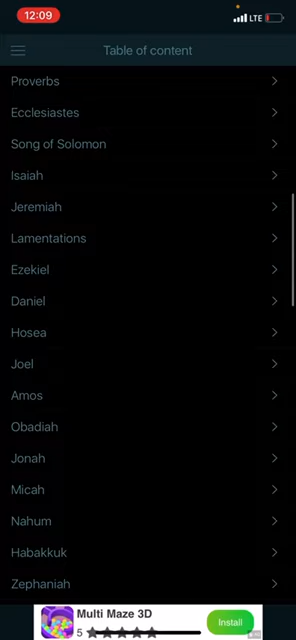 12:09
LTE
Table of content
Proverbs
Ecclesiastes
Song of Solomon
Isaiah
Jeremiah
Lamentations
Ezekiel
Daniel
Hosea
Joel
Amos
Obadiah
Jonah
Micah
Nahum
Habakkuk
Zephaniah
Multi Maze 3D
5
Install